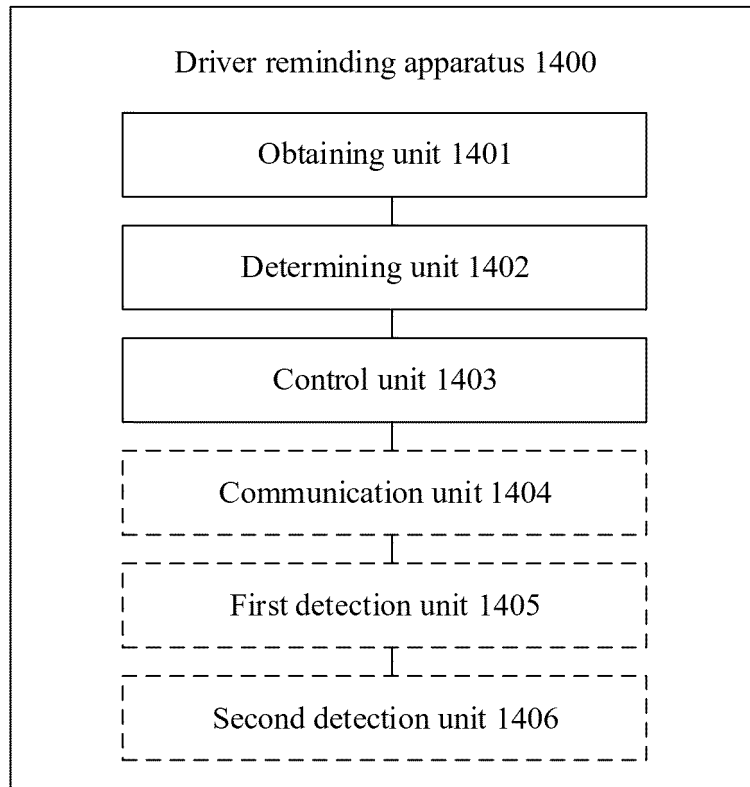 Driver reminding apparatus 1400
Obtaining unit 1401
Determining unit 1402
Control unit 1403
Communication unit 1404
First detection unit 1405
Second detection unit 1406